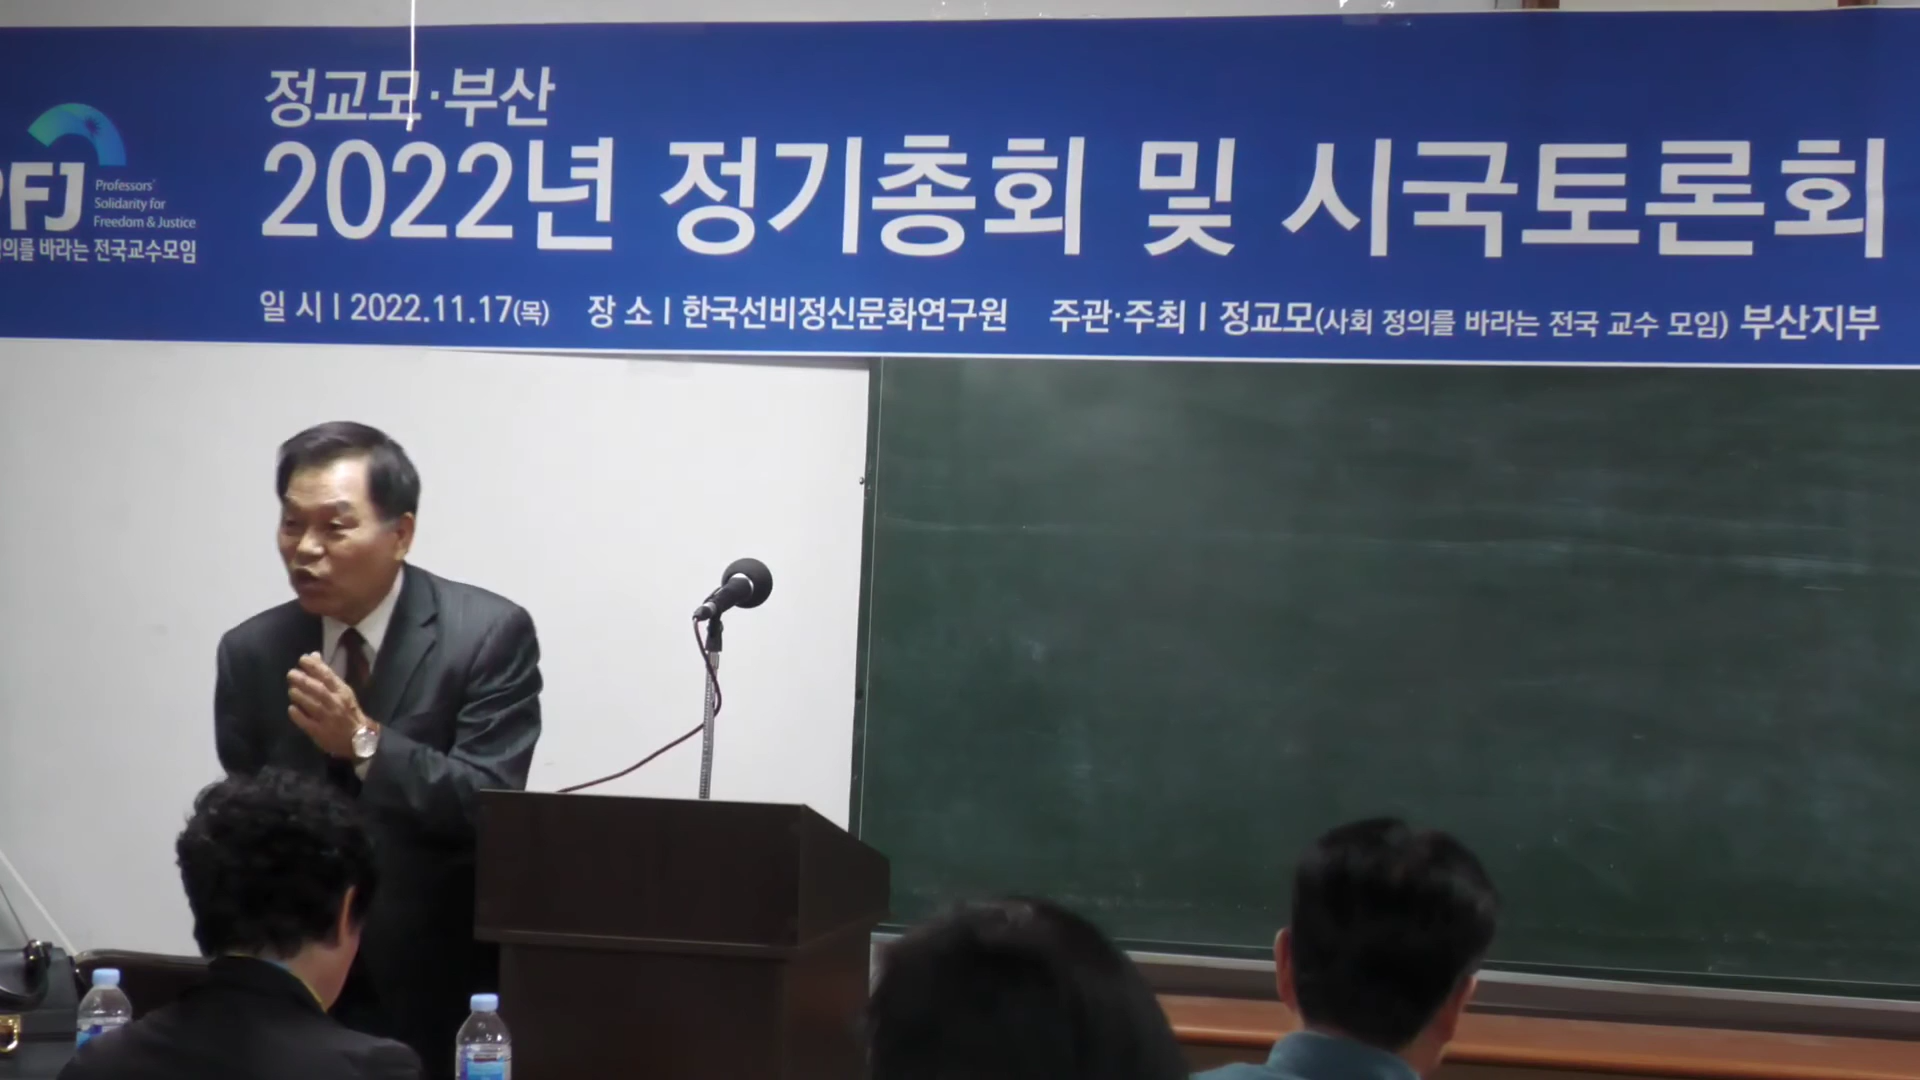 정교모·부산
2022년 정기총회 및 시국토론회
일 시 | 2022.11.17(목) 장 소 | 한국선비정신문화연구원 주관·주최 | 정교모(사회 정의를 바라는 전국 교수 모임) 부산지부
PFJ
Professors'
Solidarity for
Freedom & Justice
정의를 바라는 전국교수모임